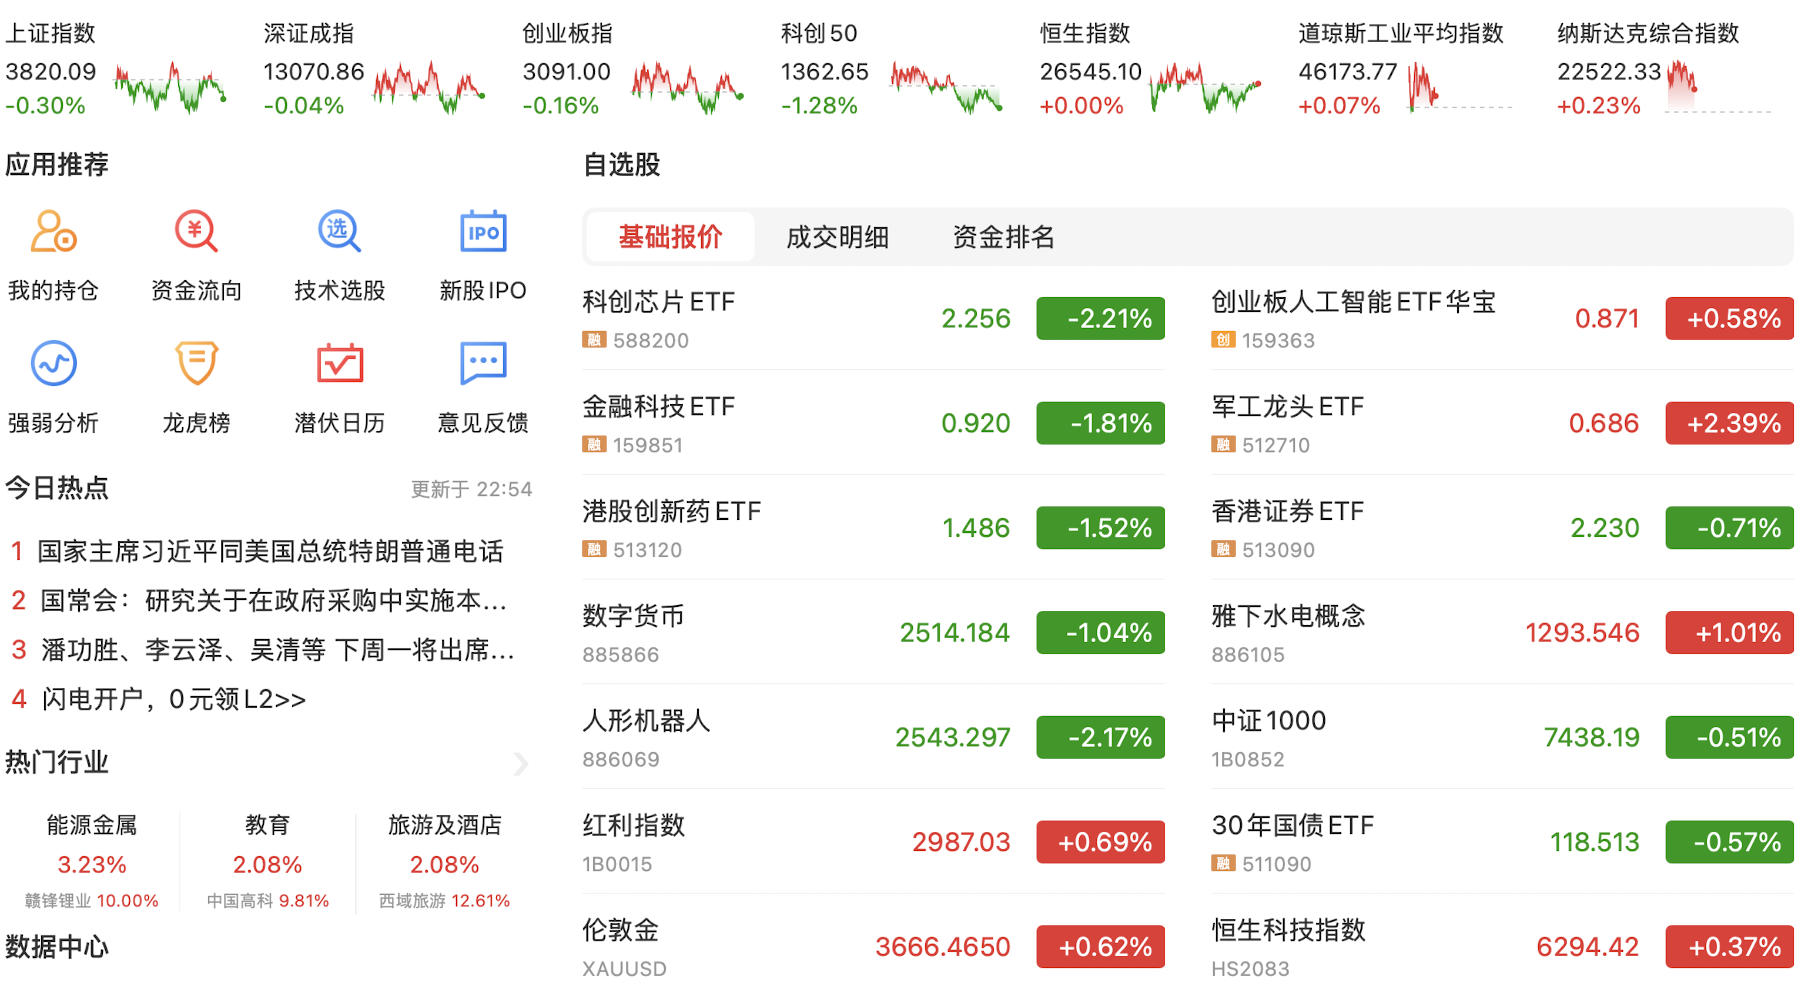 上证指数
3820.09
-0.30%
深证成指
13070.86
-0.04%
创业板指
3091.00
-0.16%
科创50
1362.65
-1.28%
恒生指数
26545.10
+0.00%
道琼斯工业平均指数
46173.77
+0.07%
纳斯达克综合指数
22522.33
+0.23%
应用推荐
¥
选
IPO
我的持仓
资金流向
技术选股
新股IPO
强弱分析
龙虎榜
潜伏日历
意见反馈
今日热点
更新于 22:54
1 国家主席习近平同美国总统特朗普通电话
2 国常会：研究关于在政府采购中实施本...
3 潘功胜、李云泽、吴清等 下周一将出席...
4 闪电开户，0元领L2>>
热门行业
能源金属
3.23%
赣锋锂业 10.00%
教育
2.08%
中国高科 9.81%
旅游及酒店
2.08%
西域旅游 12.61%
数据中心
自选股
基础报价 成交明细 资金排名
科创芯片ETF
融 588200
2.256
-2.21%
创业板人工智能ETF华宝
创 159363
0.871
+0.58%
金融科技ETF
融 159851
0.920
-1.81%
军工龙头ETF
融 512710
0.686
+2.39%
港股创新药ETF
融 513120
1.486
-1.52%
香港证券ETF
融 513090
2.230
-0.71%
数字货币
885866
2514.184
-1.04%
雅下水电概念
886105
1293.546
+1.01%
人形机器人
886069
2543.297
-2.17%
中证1000
1B0852
7438.19
-0.51%
红利指数
1B0015
2987.03
+0.69%
30年国债ETF
融 511090
118.513
-0.57%
伦敦金
XAUUSD
3666.4650
+0.62%
恒生科技指数
HS2083
6294.42
+0.37%